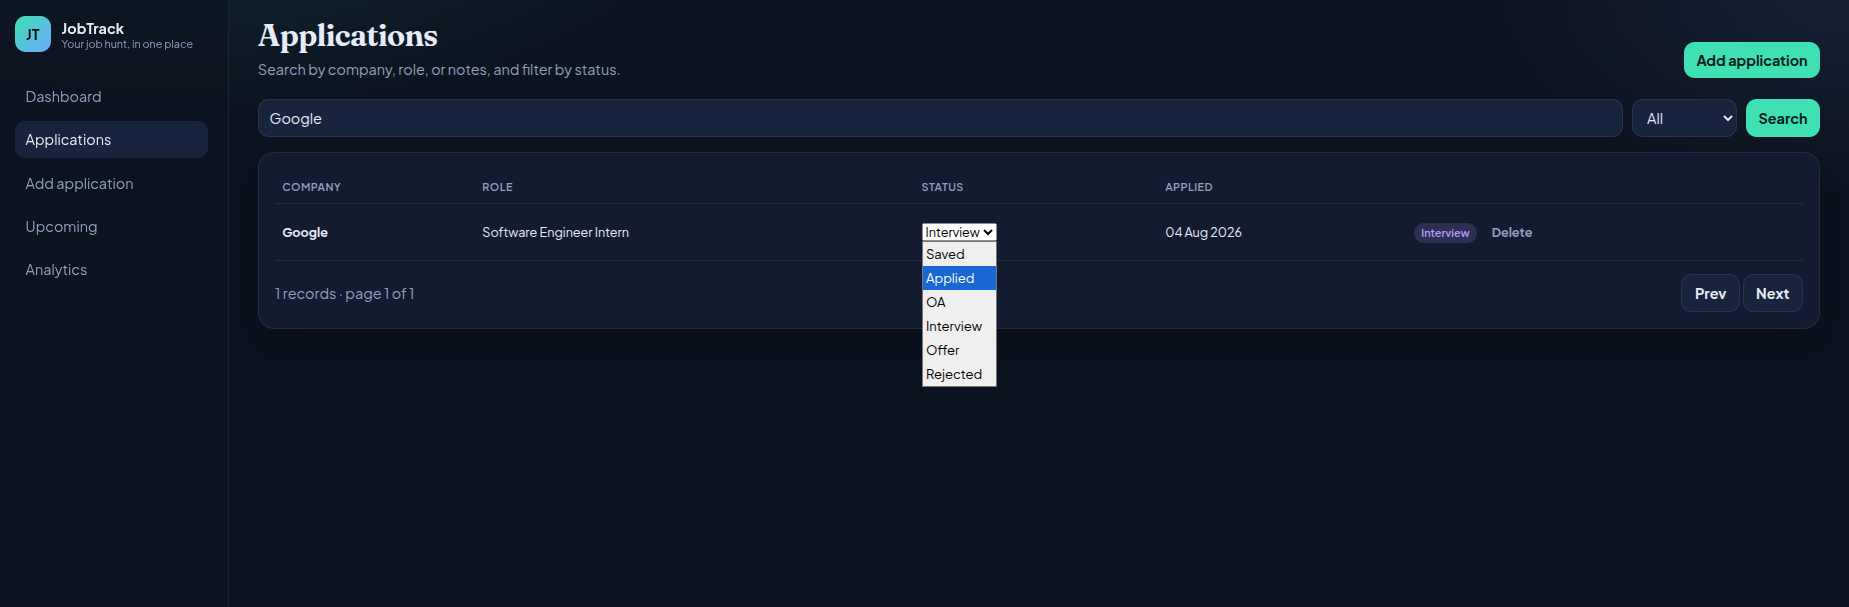 JT
JobTrack
Your job hunt, in one place
Dashboard
Applications
Add application
Upcoming
Analytics
Applications
Search by company, role, or notes, and filter by status.
Add application
Google
All
Search
COMPANY ROLE STATUS APPLIED
Google Software Engineer Intern Interview 04 Aug 2026 Interview Delete
Saved
Applied
OA
Interview
Offer
Rejected
1 records · page 1 of 1
Prev Next